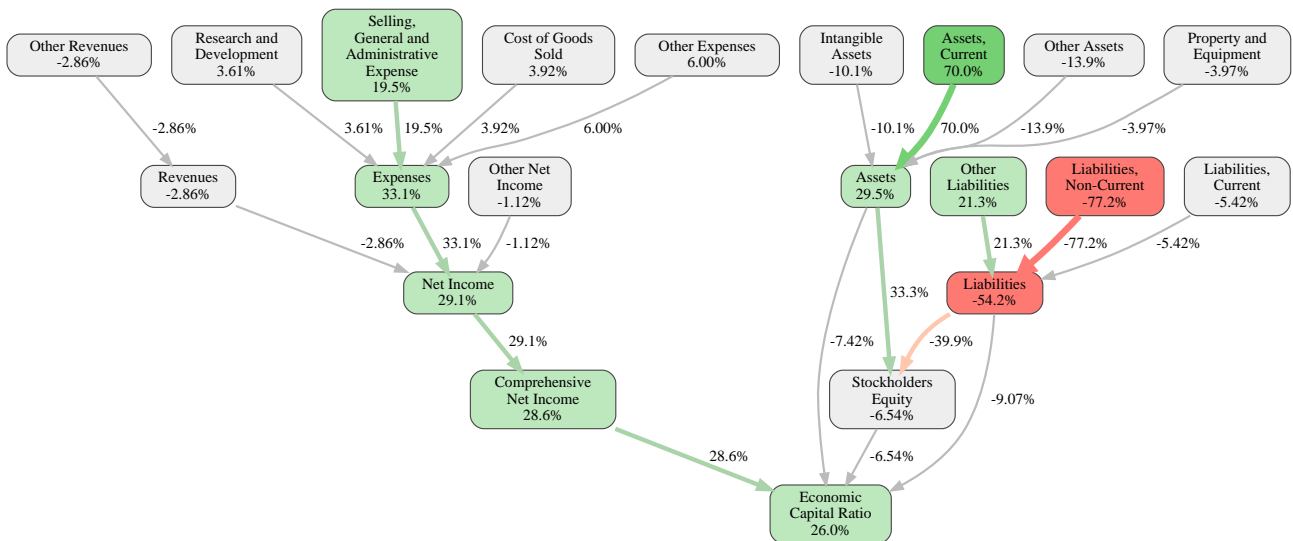 Other Revenues
-2.86%
Research and
Development
3.61%
Selling,
General and
Administrative
Expense
19.5%
Cost of Goods
Sold
3.92%
Other Expenses
6.00%
Intangible
Assets
-10.1%
Assets,
Current
70.0%
Other Assets
-13.9%
Property and
Equipment
-3.97%
-2.86%
3.61%
19.5%
3.92%
6.00%
-10.1%
70.0%
-13.9%
-3.97%
Revenues
-2.86%
Expenses
33.1%
Other Net
Income
-1.12%
Assets
29.5%
Other
Liabilities
21.3%
Liabilities,
Non-Current
-77.2%
Liabilities,
Current
-5.42%
-2.86%
33.1%
-1.12%
21.3%
-77.2%
-5.42%
Net Income
29.1%
33.3%
Liabilities
-54.2%
29.1%
-7.42%
-39.9%
Comprehensive
Net Income
28.6%
Stockholders
Equity
-6.54%
-9.07%
28.6%
-6.54%
Economic
Capital Ratio
26.0%